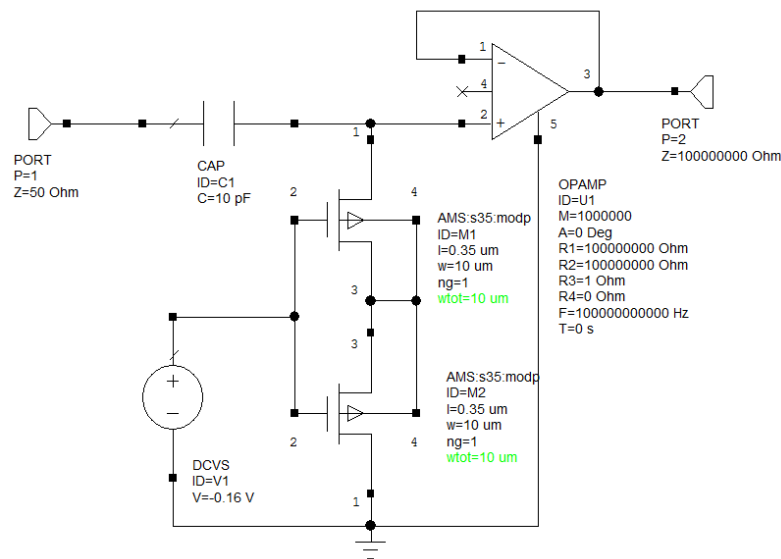 1
3
4
2
5
1
PORT
P=1
Z=50 Ohm
CAP
ID=C1
C=10 pF
PORT
P=2
Z=100000000 Ohm
OPAMP
ID=U1
M=1000000
A=0 Deg
R1=100000000 Ohm
R2=100000000 Ohm
R3=1 Ohm
R4=0 Ohm
F=100000000000 Hz
T=0 s
2
4
AMS:s35:modp
ID=M1
l=0.35 um
w=10 um
ng=1
wtot=10 um
3
3
AMS:s35:modp
ID=M2
l=0.35 um
w=10 um
ng=1
wtot=10 um
2
4
DCVS
ID=V1
V=-0.16 V
1